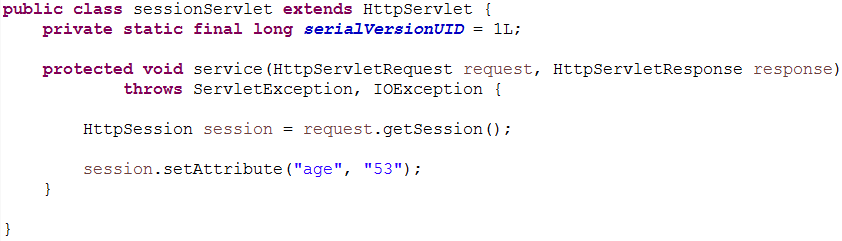 public class sessionServlet extends HttpServlet {
    private static final long serialVersionUID = 1L;

    protected void service(HttpServletRequest request, HttpServletResponse response)
            throws ServletException, IOException {

        HttpSession session = request.getSession();

        session.setAttribute("age", "53");
    }

}